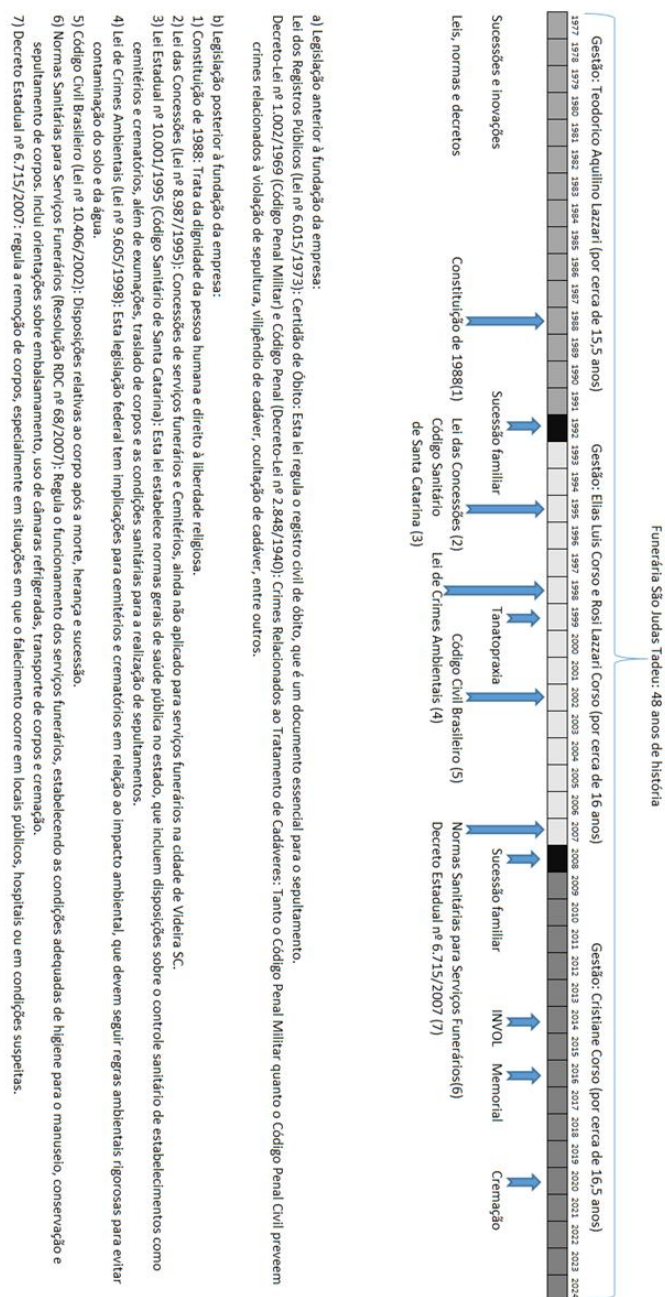 Funerária São Judas Tadeu: 48 anos de história
Gestão: Teodorico Aquilino Lazzari (por cerca de 15,5 anos)
Gestão: Elias Luis Corso e Rosi Lazzari Corso (por cerca de 16 anos)
Gestão: Cristiane Corso (por cerca de 16,5 anos)
1977 1978 1979 1980 1981 1982 1983 1984 1985 1986 1987 1988 1989 1990 1991 1992 1993 1994 1995 1996 1997 1998 1999 2000 2001 2002 2003 2004 2005 2006 2007 2008 2009 2010 2011 2012 2013 2014 2015 2016 2017 2018 2019 2020 2021 2022 2023 2024
Sucessões e inovações
Sucessão familiar
Tanatopraxia
Sucessão familiar
INVOL
Memorial
Cremação
Leis, normas e decretos
Constituição de 1988(1)
Lei das Concessões (2)
Código Sanitário
de Santa Catarina (3)
Lei de Crimes Ambientais (4)
Código Civil Brasileiro (5)
Normas Sanitárias para Serviços Funerários(6)
Decreto Estadual nº 6.715/2007 (7)
a) Legislação anterior à fundação da empresa:
Lei dos Registros Públicos (Lei nº 6.015/1973): Certidão de Óbito: Esta lei regula o registro civil de óbito, que é um documento essencial para o sepultamento.
Decreto-Lei nº 1.002/1969 (Código Penal Militar) e Código Penal (Decreto-Lei nº 2.848/1940): Crimes Relacionados ao Tratamento de Cadáveres: Tanto o Código Penal Militar quanto o Código Penal Civil preveem
crimes relacionados à violação de sepultura, vilipêndio de cadáver, ocultação de cadáver, entre outros.
b) Legislação posterior à fundação da empresa:
1) Constituição de 1988: Trata da dignidade da pessoa humana e direito à liberdade religiosa.
2) Lei das Concessões (Lei nº 8.987/1995): Concessões de serviços funerários e Cemitérios, ainda não aplicado para serviços funerários na cidade de Videira SC.
3) Lei Estadual nº 10.001/1995 (Código Sanitário de Santa Catarina): Esta lei estabelece normas gerais de saúde pública no estado, que incluem disposições sobre o controle sanitário de estabelecimentos como
cemitérios e crematórios, além de exumações, traslado de corpos e as condições sanitárias para a realização de sepultamentos.
4) Lei de Crimes Ambientais (Lei nº 9.605/1998): Esta legislação federal tem implicações para cemitérios e crematórios em relação ao impacto ambiental, que devem seguir regras ambientais rigorosas para evitar
contaminação do solo e da água.
5) Código Civil Brasileiro (Lei nº 10.406/2002): Disposições relativas ao corpo após a morte, herança e sucessão.
6) Normas Sanitárias para Serviços Funerários (Resolução RDC nº 68/2007): Regula o funcionamento dos serviços funerários, estabelecendo as condições adequadas de higiene para o manuseio, conservação e
sepultamento de corpos. Inclui orientações sobre embalsamamento, uso de câmaras refrigeradas, transporte de corpos e cremação.
7) Decreto Estadual nº 6.715/2007: regula a remoção de corpos, especialmente em situações em que o falecimento ocorre em locais públicos, hospitais ou em condições suspeitas.